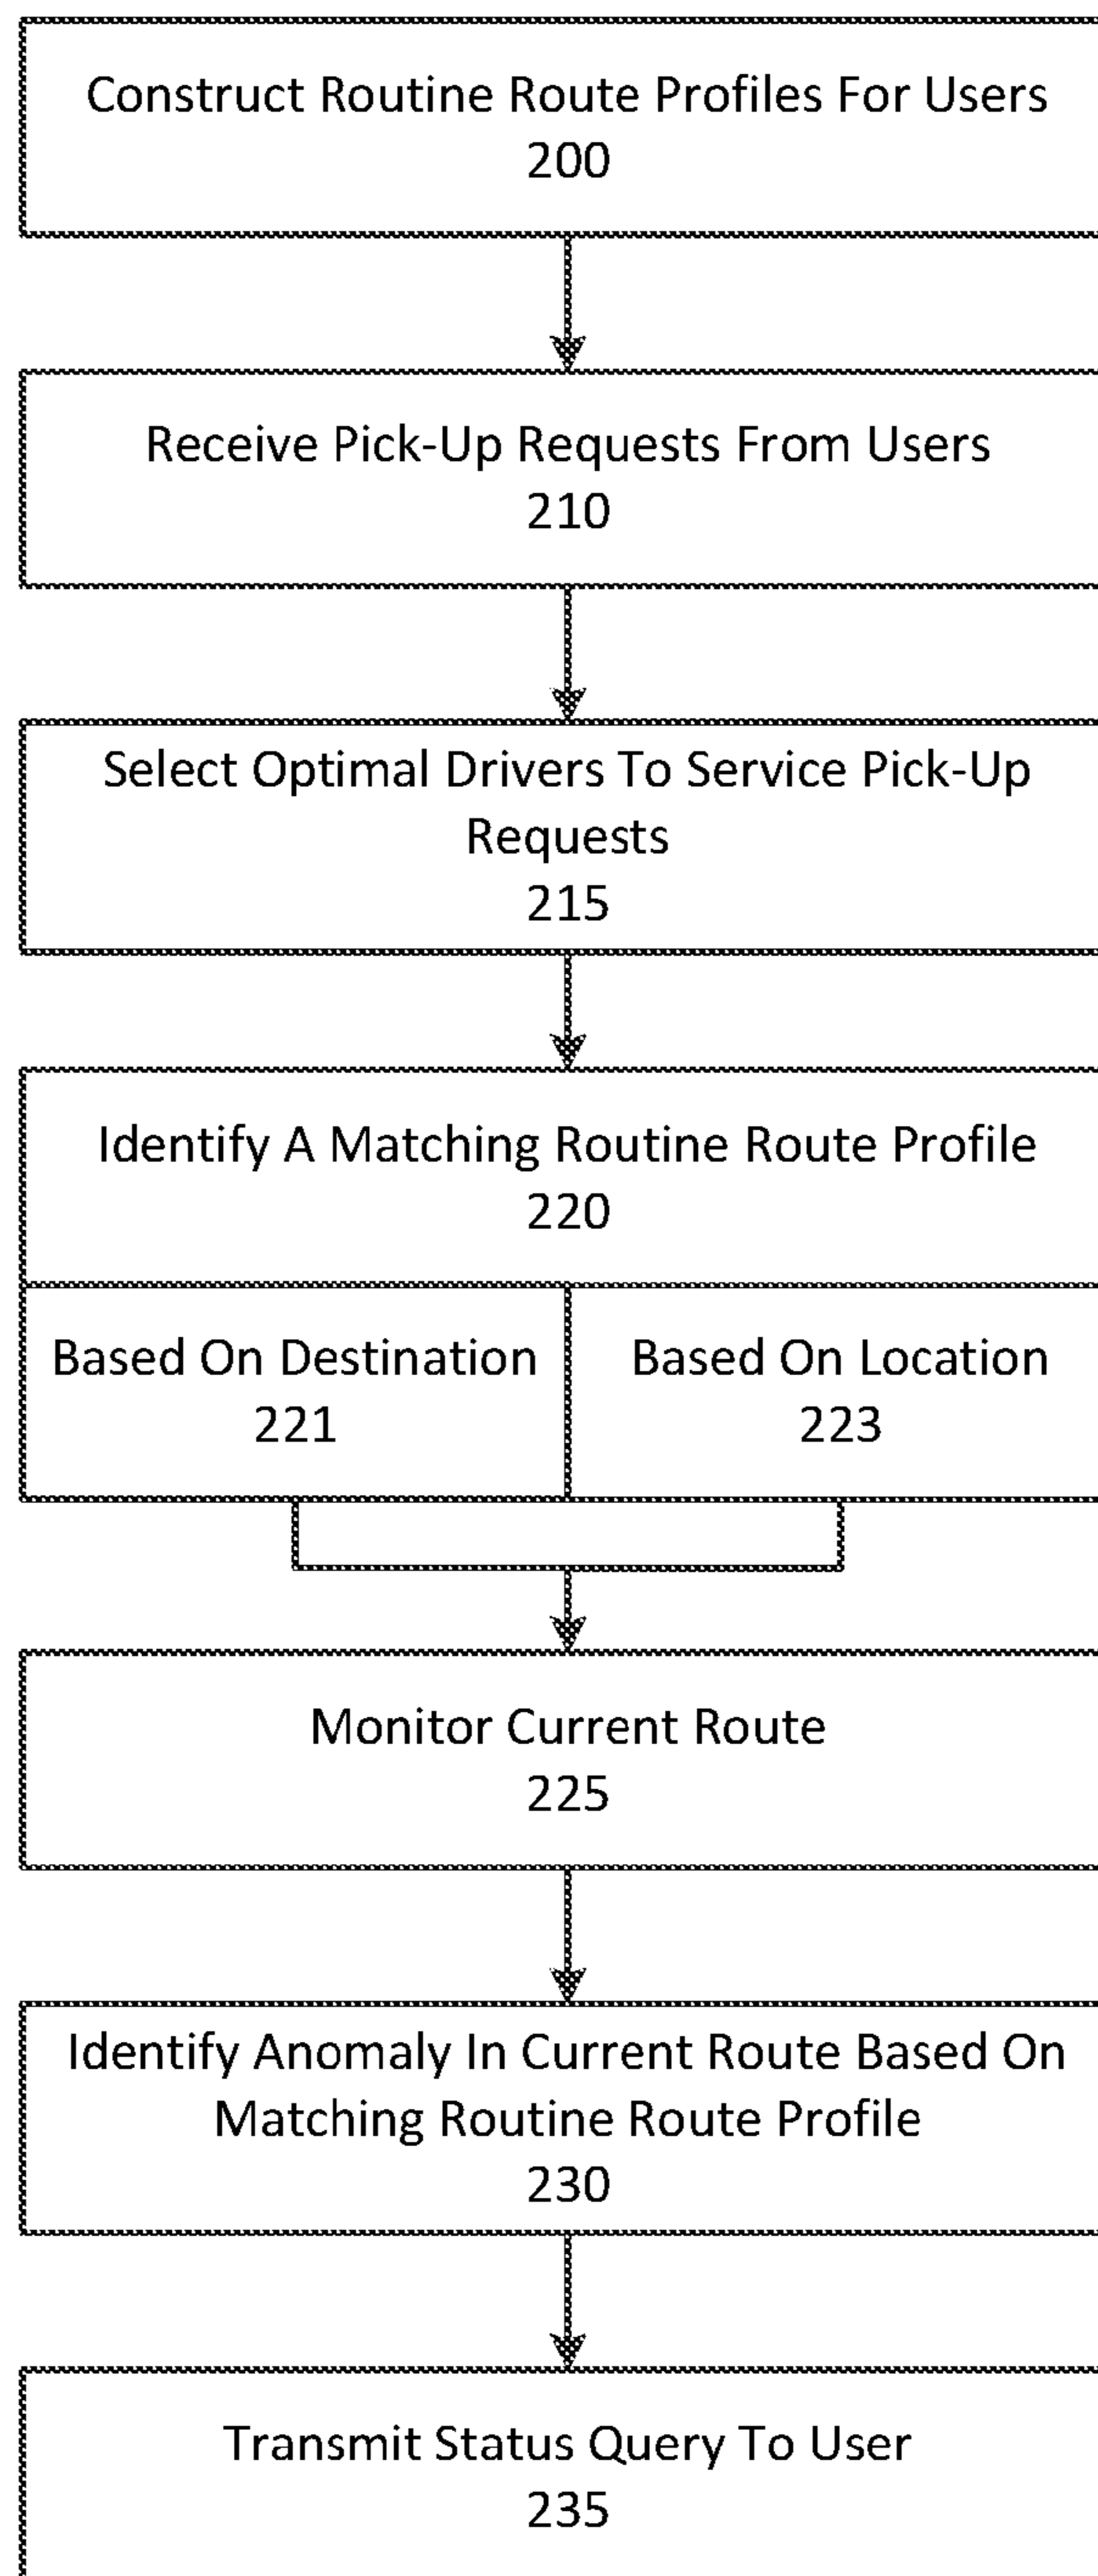 Construct Routine Route Profiles For Users
200
Receive Pick-Up Requests From Users
210
Select Optimal Drivers To Service Pick-Up
Requests
215
Identify A Matching Routine Route Profile
220
Based On Destination
221
Based On Location
223
Monitor Current Route
225
Identify Anomaly In Current Route Based On
Matching Routine Route Profile
230
Transmit Status Query To User
235